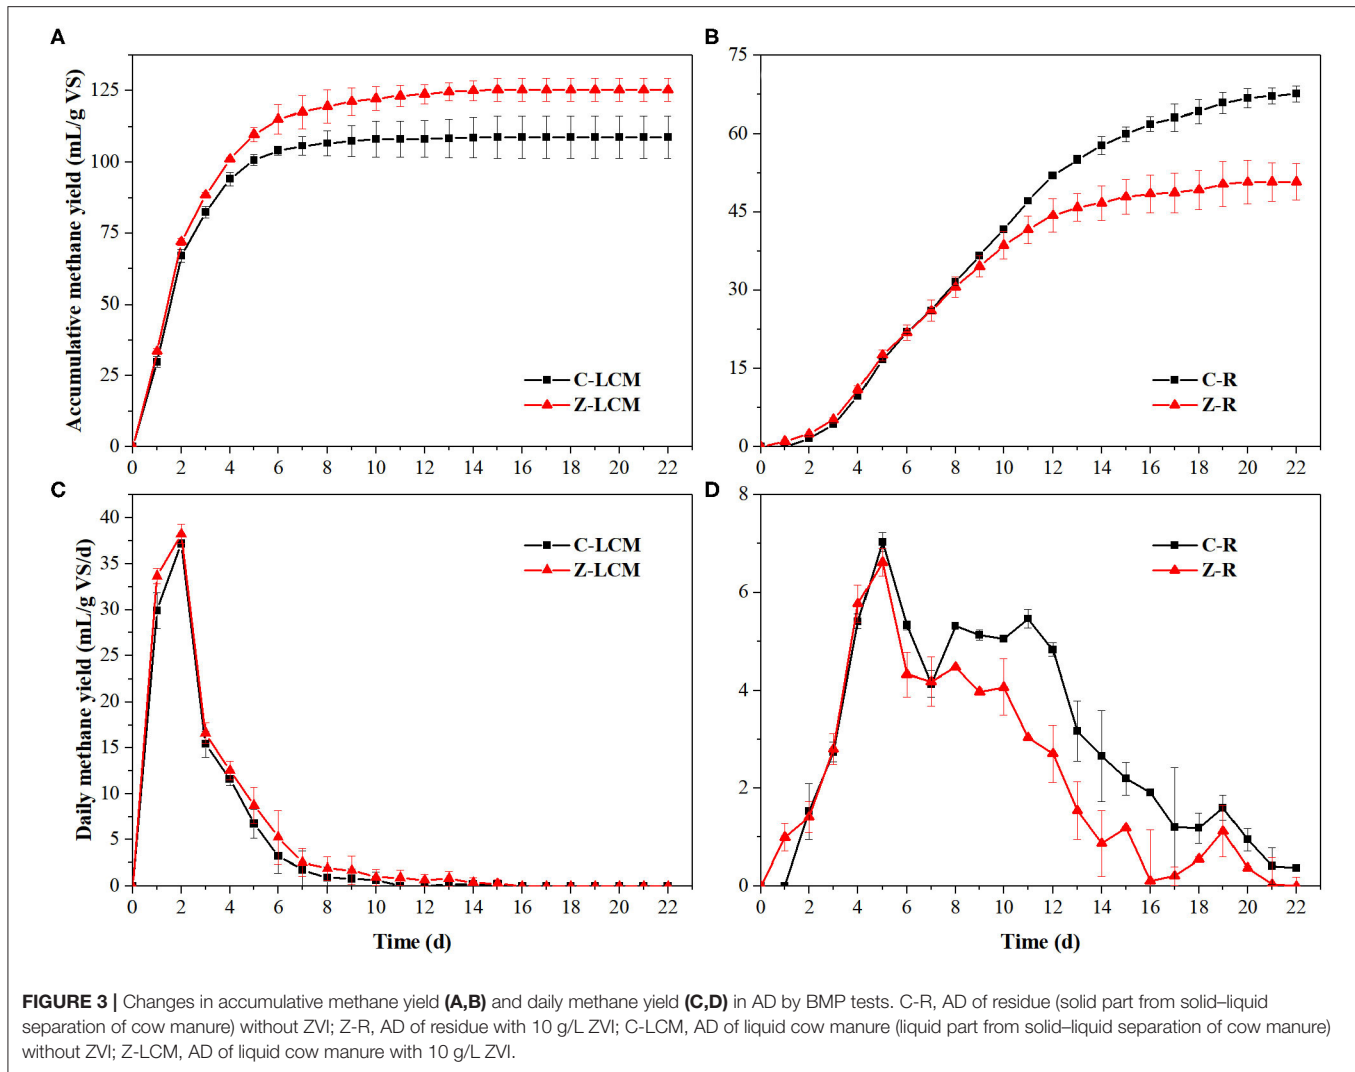 A
Accumulative methane yield (mL/g VS)
125
100
75
50
25
0
0 2 4 6 8 10 12 14 16 18 20 22
C-LCM
Z-LCM
B
75
60
45
30
15
0
0 2 4 6 8 10 12 14 16 18 20 22
C-R
Z-R
C
Daily methane yield (mL/g VS/d)
40
35
30
25
20
15
10
5
0
0 2 4 6 8 10 12 14 16 18 20 22
Time (d)
C-LCM
Z-LCM
D
8
6
4
2
0
0 2 4 6 8 10 12 14 16 18 20 22
Time (d)
C-R
Z-R
FIGURE 3 | Changes in accumulative methane yield (A,B) and daily methane yield (C,D) in AD by BMP tests. C-R, AD of residue (solid part from solid–liquid
separation of cow manure) without ZVI; Z-R, AD of residue with 10 g/L ZVI; C-LCM, AD of liquid cow manure (liquid part from solid–liquid separation of cow manure)
without ZVI; Z-LCM, AD of liquid cow manure with 10 g/L ZVI.